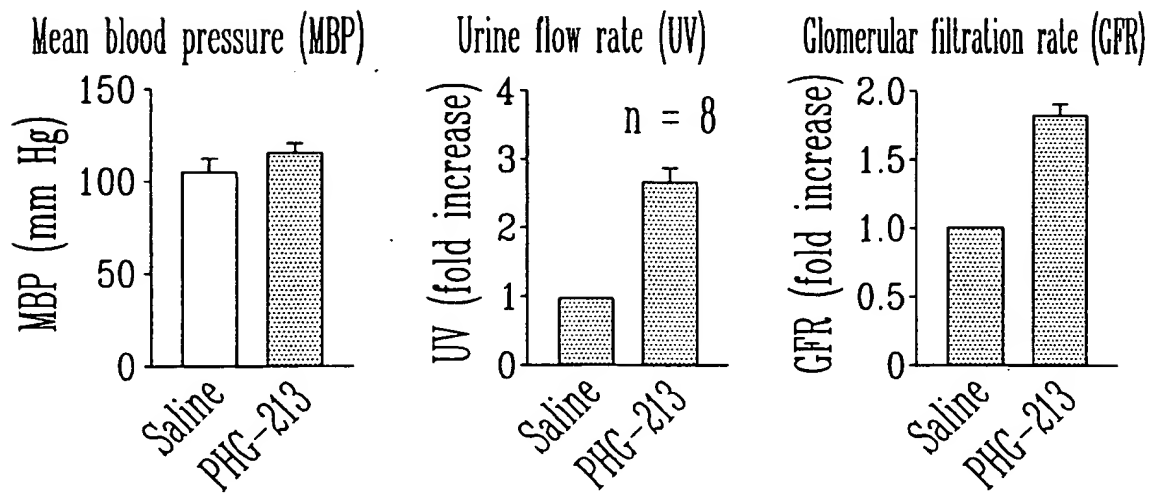 Mean blood pressure (MBP)
MBP (mm Hg)
150
100
50
0
Saline
PHG-213
Urine flow rate (UV)
UV (fold increase)
n = 8
4
3
2
1
0
Saline
PHG-213
Glomerular filtration rate (GFR)
GFR (fold increase)
2.0
1.5
1.0
0.5
0
Saline
PHG-213